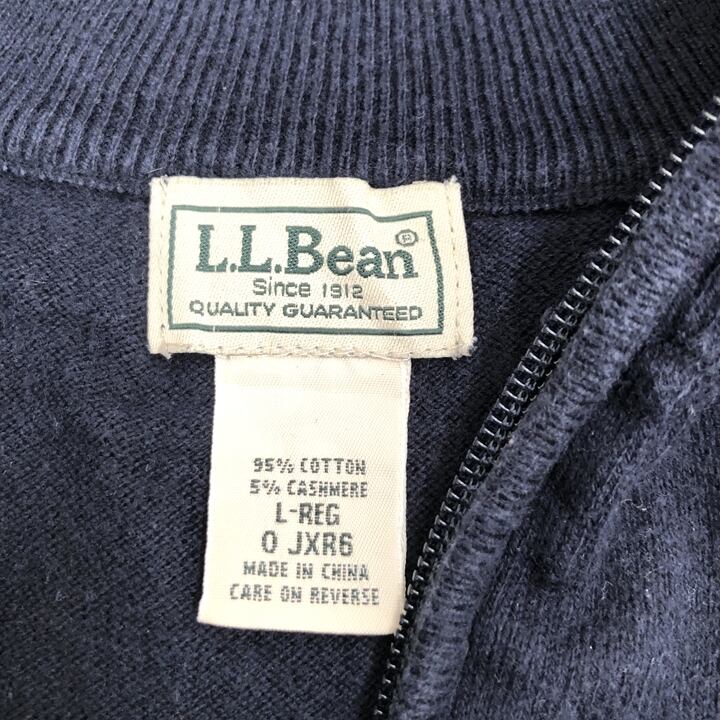 L.L.Bean®
Since 1912
QUALITY GUARANTEED
95% COTTON
5% CASHMERE
L-REG
0 JXR6
MADE IN CHINA
CARE ON REVERSE